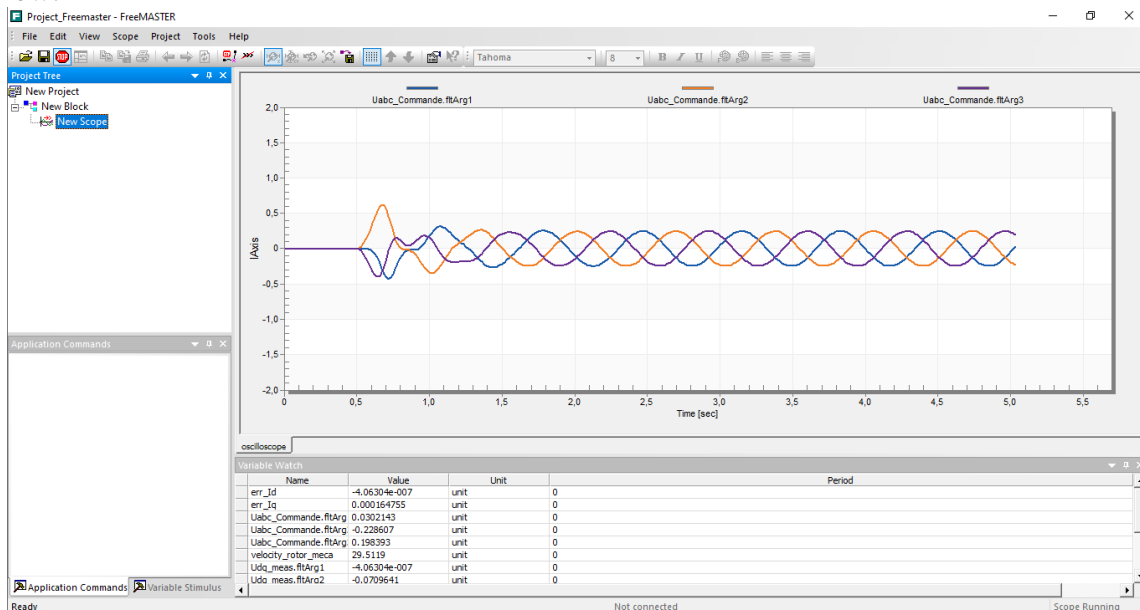 Project_Freemaster - FreeMASTER
File Edit View Scope Project Tools Help
Tahoma 8 B I U
Project Tree
New Project
New Block
New Scope
Application Commands
Uabc_Commande.fltArg1 Uabc_Commande.fltArg2 Uabc_Commande.fltArg3
2,0
1,5
1,0
0,5
0
-0,5
-1,0
-1,5
-2,0
IAxis
0 0,5 1,0 1,5 2,0 2,5 3,0 3,5 4,0 4,5 5,0 5,5
Time [sec]
oscilloscope
Variable Watch
Name Value Unit Period
err_Id -4.06304e-007 unit 0
err_Iq 0.000164755 unit 0
Uabc_Commande.fltArg 0.0302143 unit 0
Uabc_Commande.fltArg -0.228607 unit 0
Uabc_Commande.fltArg 0.198393 unit 0
velocity_rotor_meca 29.5119 unit 0
Udq_meas.fltArg1 -4.06304e-007 unit 0
Udq_meas.fltArg2 -0.0709641 unit 0
Application Commands Variable Stimulus
Ready Not connected Scope Running